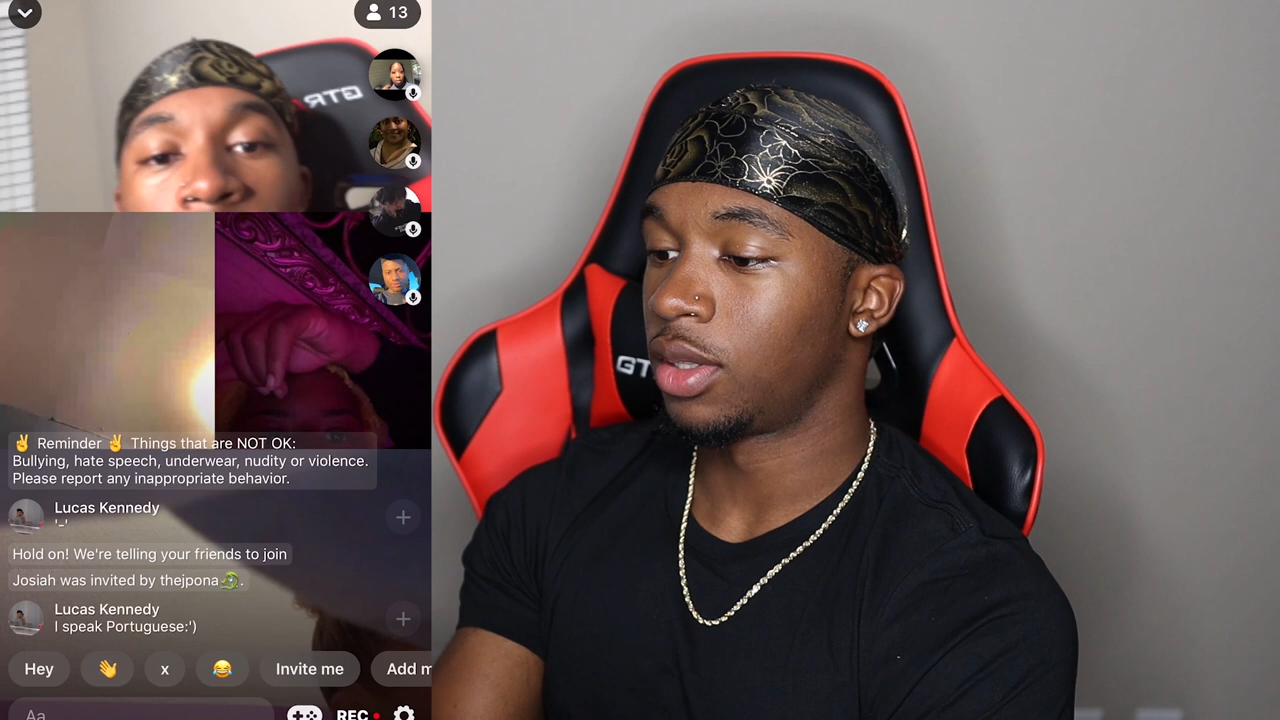 13
GTR
✌️ Reminder ✌️ Things that are NOT OK:
Bullying, hate speech, underwear, nudity or violence.
Please report any inappropriate behavior.
Lucas Kennedy
'-'
Hold on! We're telling your friends to join
Josiah was invited by thejpona🐉.
Lucas Kennedy
I speak Portuguese:')
Hey 👋 x 😂 Invite me Add m
Aa REC
GT